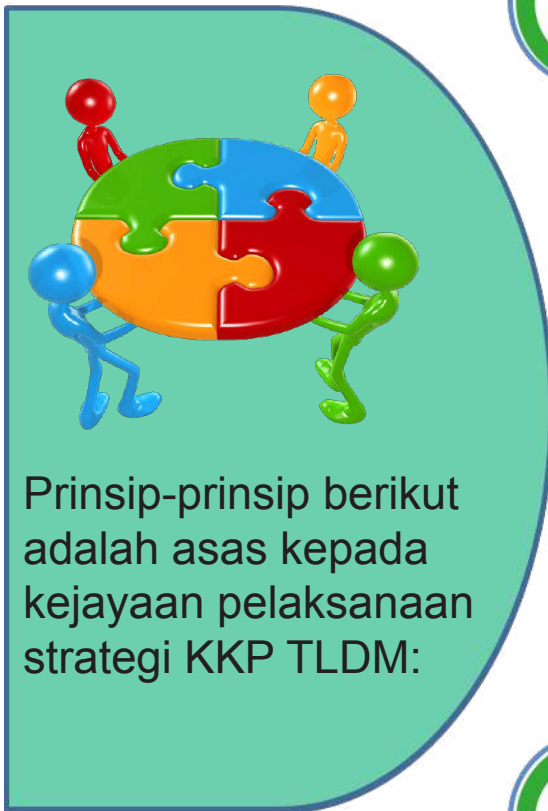 Prinsip-prinsip berikut
adalah asas kepada
kejayaan pelaksanaan
strategi KKP TLDM: